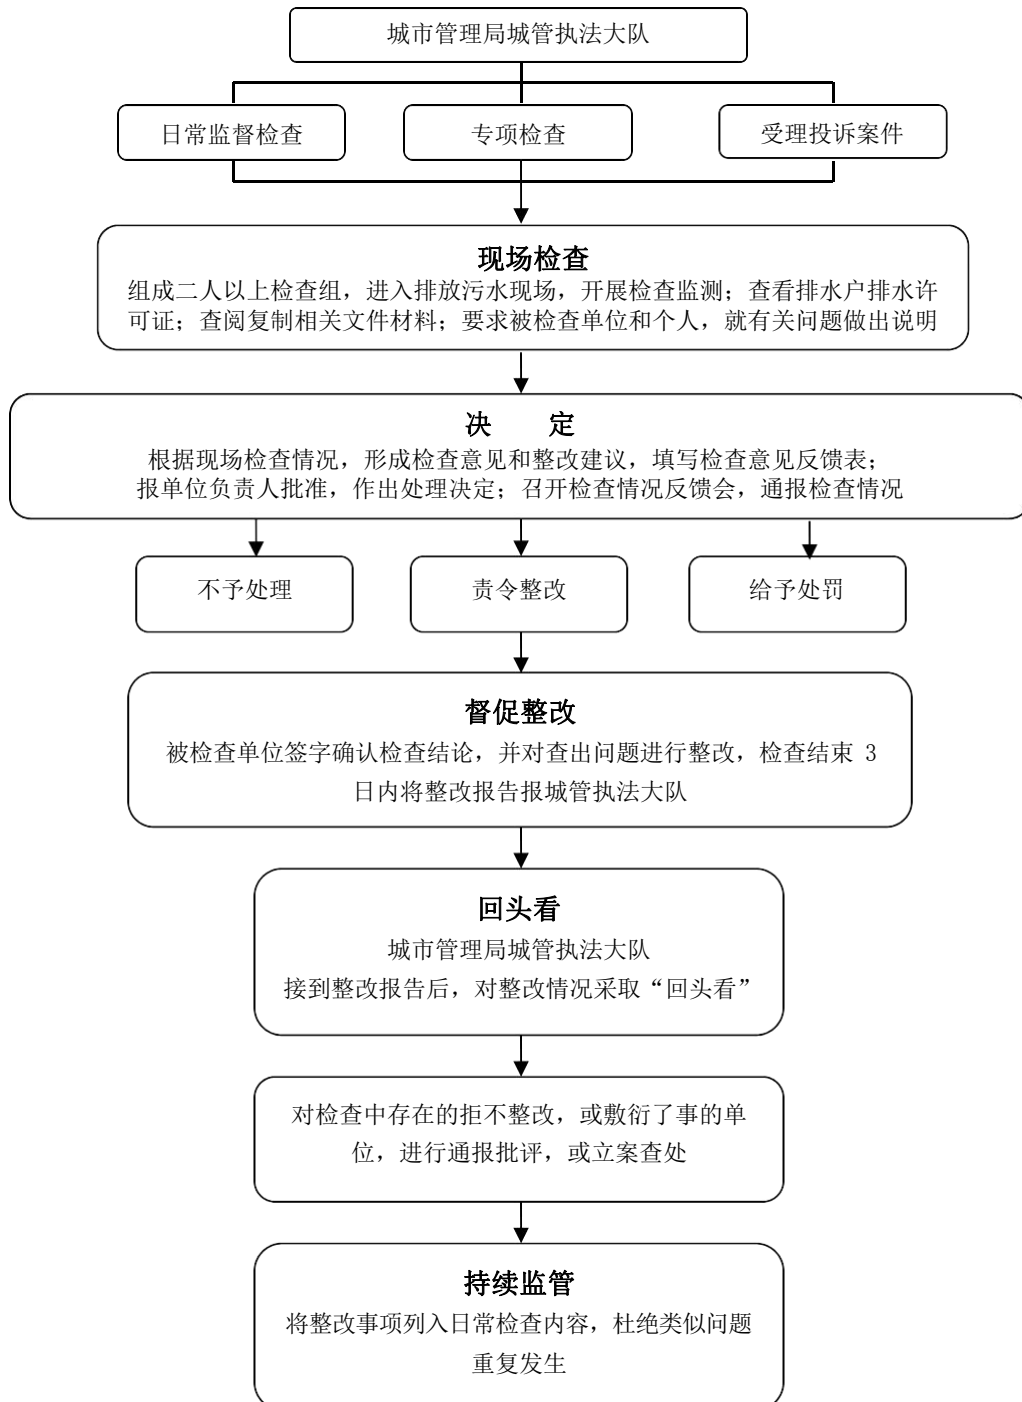 城市管理局城管执法大队
日常监督检查
专项检查
受理投诉案件
现场检查
组成二人以上检查组，进入排放污水现场，开展检查监测；查看排水户排水许
可证；查阅复制相关文件材料；要求被检查单位和个人，就有关问题做出说明
决 定
根据现场检查情况，形成检查意见和整改建议，填写检查意见反馈表；
报单位负责人批准，作出处理决定；召开检查情况反馈会，通报检查情况
不予处理
责令整改
给予处罚
督促整改
被检查单位签字确认检查结论，并对查出问题进行整改，检查结束 3
日内将整改报告报城管执法大队
回头看
城市管理局城管执法大队
接到整改报告后，对整改情况采取“回头看”
对检查中存在的拒不整改，或敷衍了事的单
位，进行通报批评，或立案查处
持续监管
将整改事项列入日常检查内容，杜绝类似问题
重复发生